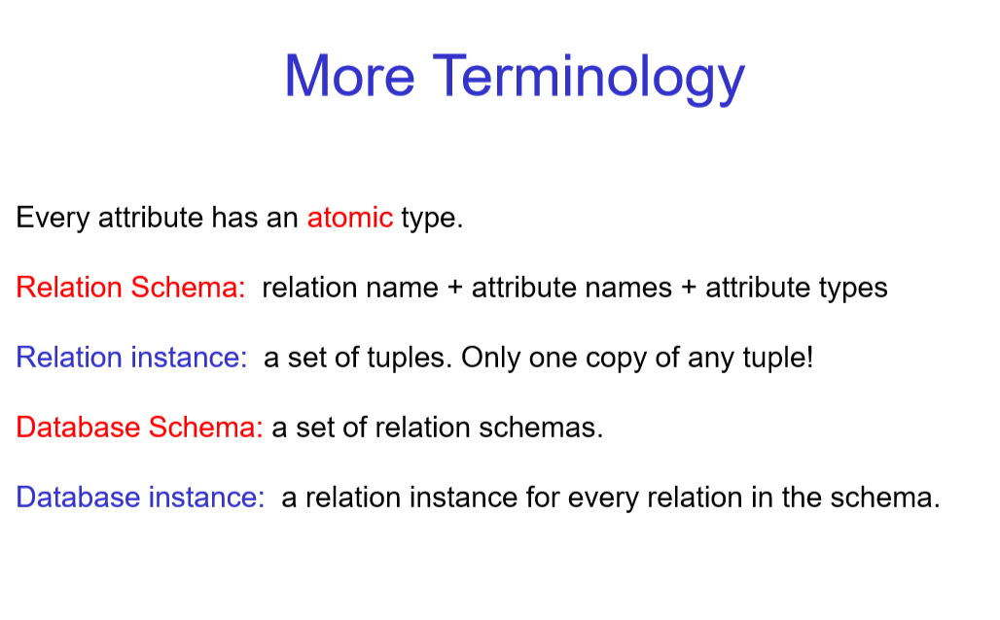 More Terminology
Every attribute has an atomic type.
Relation Schema: relation name + attribute names + attribute types
Relation instance: a set of tuples. Only one copy of any tuple!
Database Schema: a set of relation schemas.
Database instance: a relation instance for every relation in the schema.